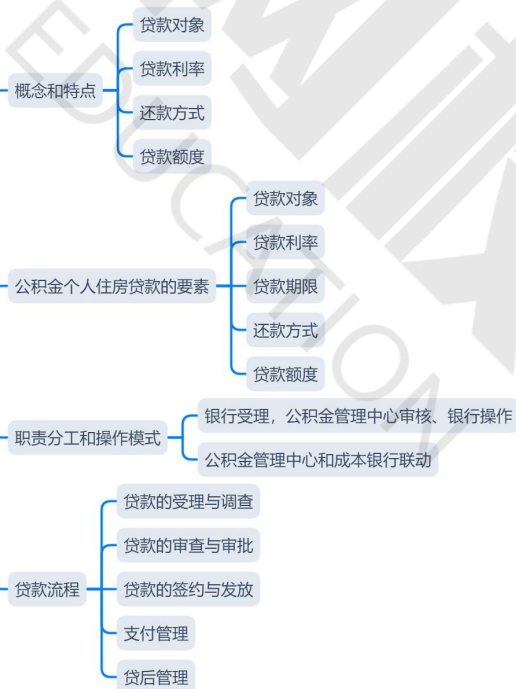 概念和特点
贷款对象
贷款利率
还款方式
贷款额度
公积金个人住房贷款的要素
贷款对象
贷款利率
贷款期限
还款方式
贷款额度
职责分工和操作模式
银行受理，公积金管理中心审核、银行操作
公积金管理中心和成本银行联动
贷款流程
贷款的受理与调查
贷款的审查与审批
贷款的签约与发放
支付管理
贷后管理
EDUCATION